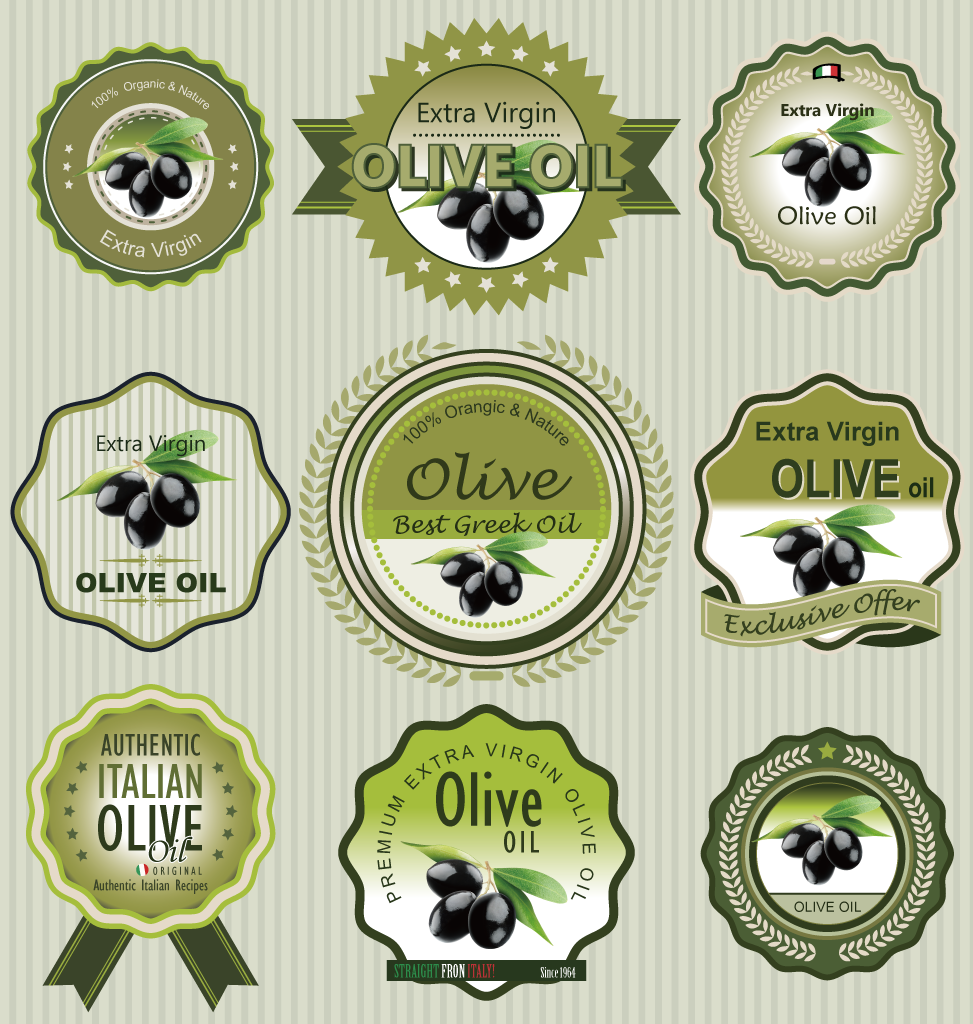 100% Organic & Nature
Extra Virgin
Extra Virgin
OLIVE OIL
Extra Virgin
Olive Oil
Extra Virgin
OLIVE OIL
100% Orangic & Nature
Olive
Best Greek Oil
Extra Virgin
OLIVE oil
Exclusive Offer
AUTHENTIC
ITALIAN
OLIVE
Oil
ORIGINAL
Authentic Italian Recipes
PREMIUM EXTRA VIRGIN OLIVE OIL
Olive
OIL
STRAIGHT FRON ITALY!
Since 1964
OLIVE OIL